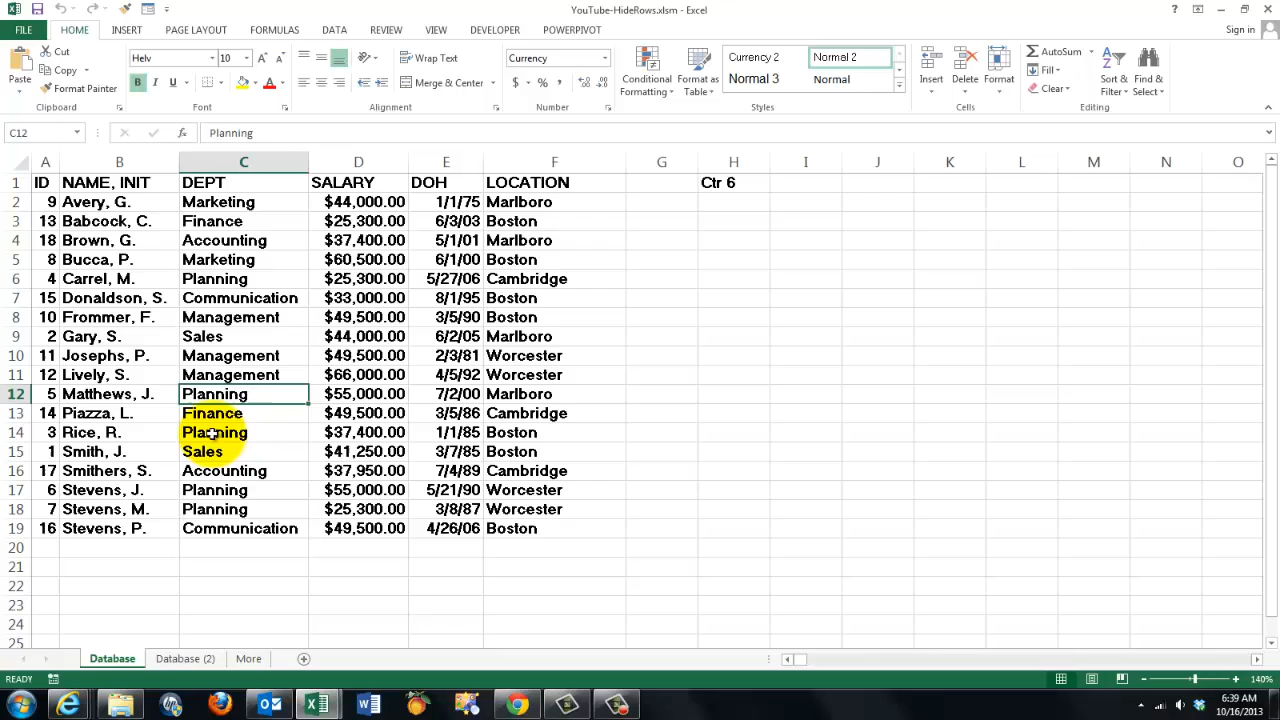 YouTube-HideRows.xlsm - Excel
FILE HOME INSERT PAGE LAYOUT FORMULAS DATA REVIEW VIEW DEVELOPER POWERPIVOT Sign in
Paste Cut Copy Format Painter Clipboard
Helv 10 B I U Font
Wrap Text Merge & Center Alignment
Currency $ % , Number
Conditional Formatting Format as Table
Currency 2 Normal 2 Normal 3 Normal Styles
Insert Delete Format Cells
AutoSum Fill Clear Sort & Filter Find & Select Editing
C12 fx Planning
A B C D E F G H I J K L M N O
1 ID NAME, INIT DEPT SALARY DOH LOCATION Ctr 6
2 9 Avery, G. Marketing $44,000.00 1/1/75 Marlboro
3 13 Babcock, C. Finance $25,300.00 6/3/03 Boston
4 18 Brown, G. Accounting $37,400.00 5/1/01 Marlboro
5 8 Bucca, P. Marketing $60,500.00 6/1/00 Boston
6 4 Carrel, M. Planning $25,300.00 5/27/06 Cambridge
7 15 Donaldson, S. Communication $33,000.00 8/1/95 Boston
8 10 Frommer, F. Management $49,500.00 3/5/90 Boston
9 2 Gary, S. Sales $44,000.00 6/2/05 Marlboro
10 11 Josephs, P. Management $49,500.00 2/3/81 Worcester
11 12 Lively, S. Management $66,000.00 4/5/92 Worcester
12 5 Matthews, J. Planning $55,000.00 7/2/00 Marlboro
13 14 Piazza, L. Finance $49,500.00 3/5/86 Cambridge
14 3 Rice, R. Planning $37,400.00 1/1/85 Boston
15 1 Smith, J. Sales $41,250.00 3/7/85 Boston
16 17 Smithers, S. Accounting $37,950.00 7/4/89 Cambridge
17 6 Stevens, J. Planning $55,000.00 5/21/90 Worcester
18 7 Stevens, M. Planning $25,300.00 3/8/87 Worcester
19 16 Stevens, P. Communication $49,500.00 4/26/06 Boston
20
21
22
23
24
25
Database Database (2) More
READY 140%
6:39 AM
10/16/2013